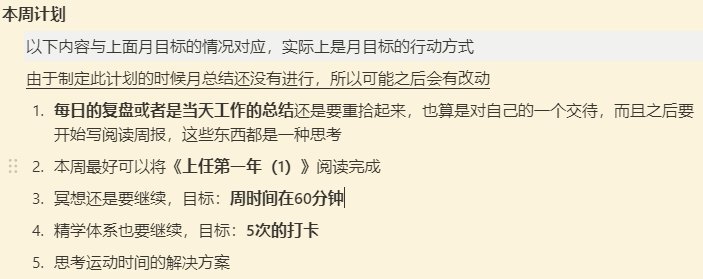 本周计划
以下内容与上面月目标的情况对应，实际上是月目标的行动方式
由于制定此计划的时候月总结还没有进行，所以可能之后会有改动
1. 每日的复盘或者是当天工作的总结还是要重拾起来，也算是对自己的一个交待，而且之后要
开始写阅读周报，这些东西都是一种思考
2. 本周最好可以将《上任第一年（1）》阅读完成
3. 冥想还是要继续，目标：周时间在60分钟
4. 精学体系也要继续，目标：5次的打卡
5. 思考运动时间的解决方案